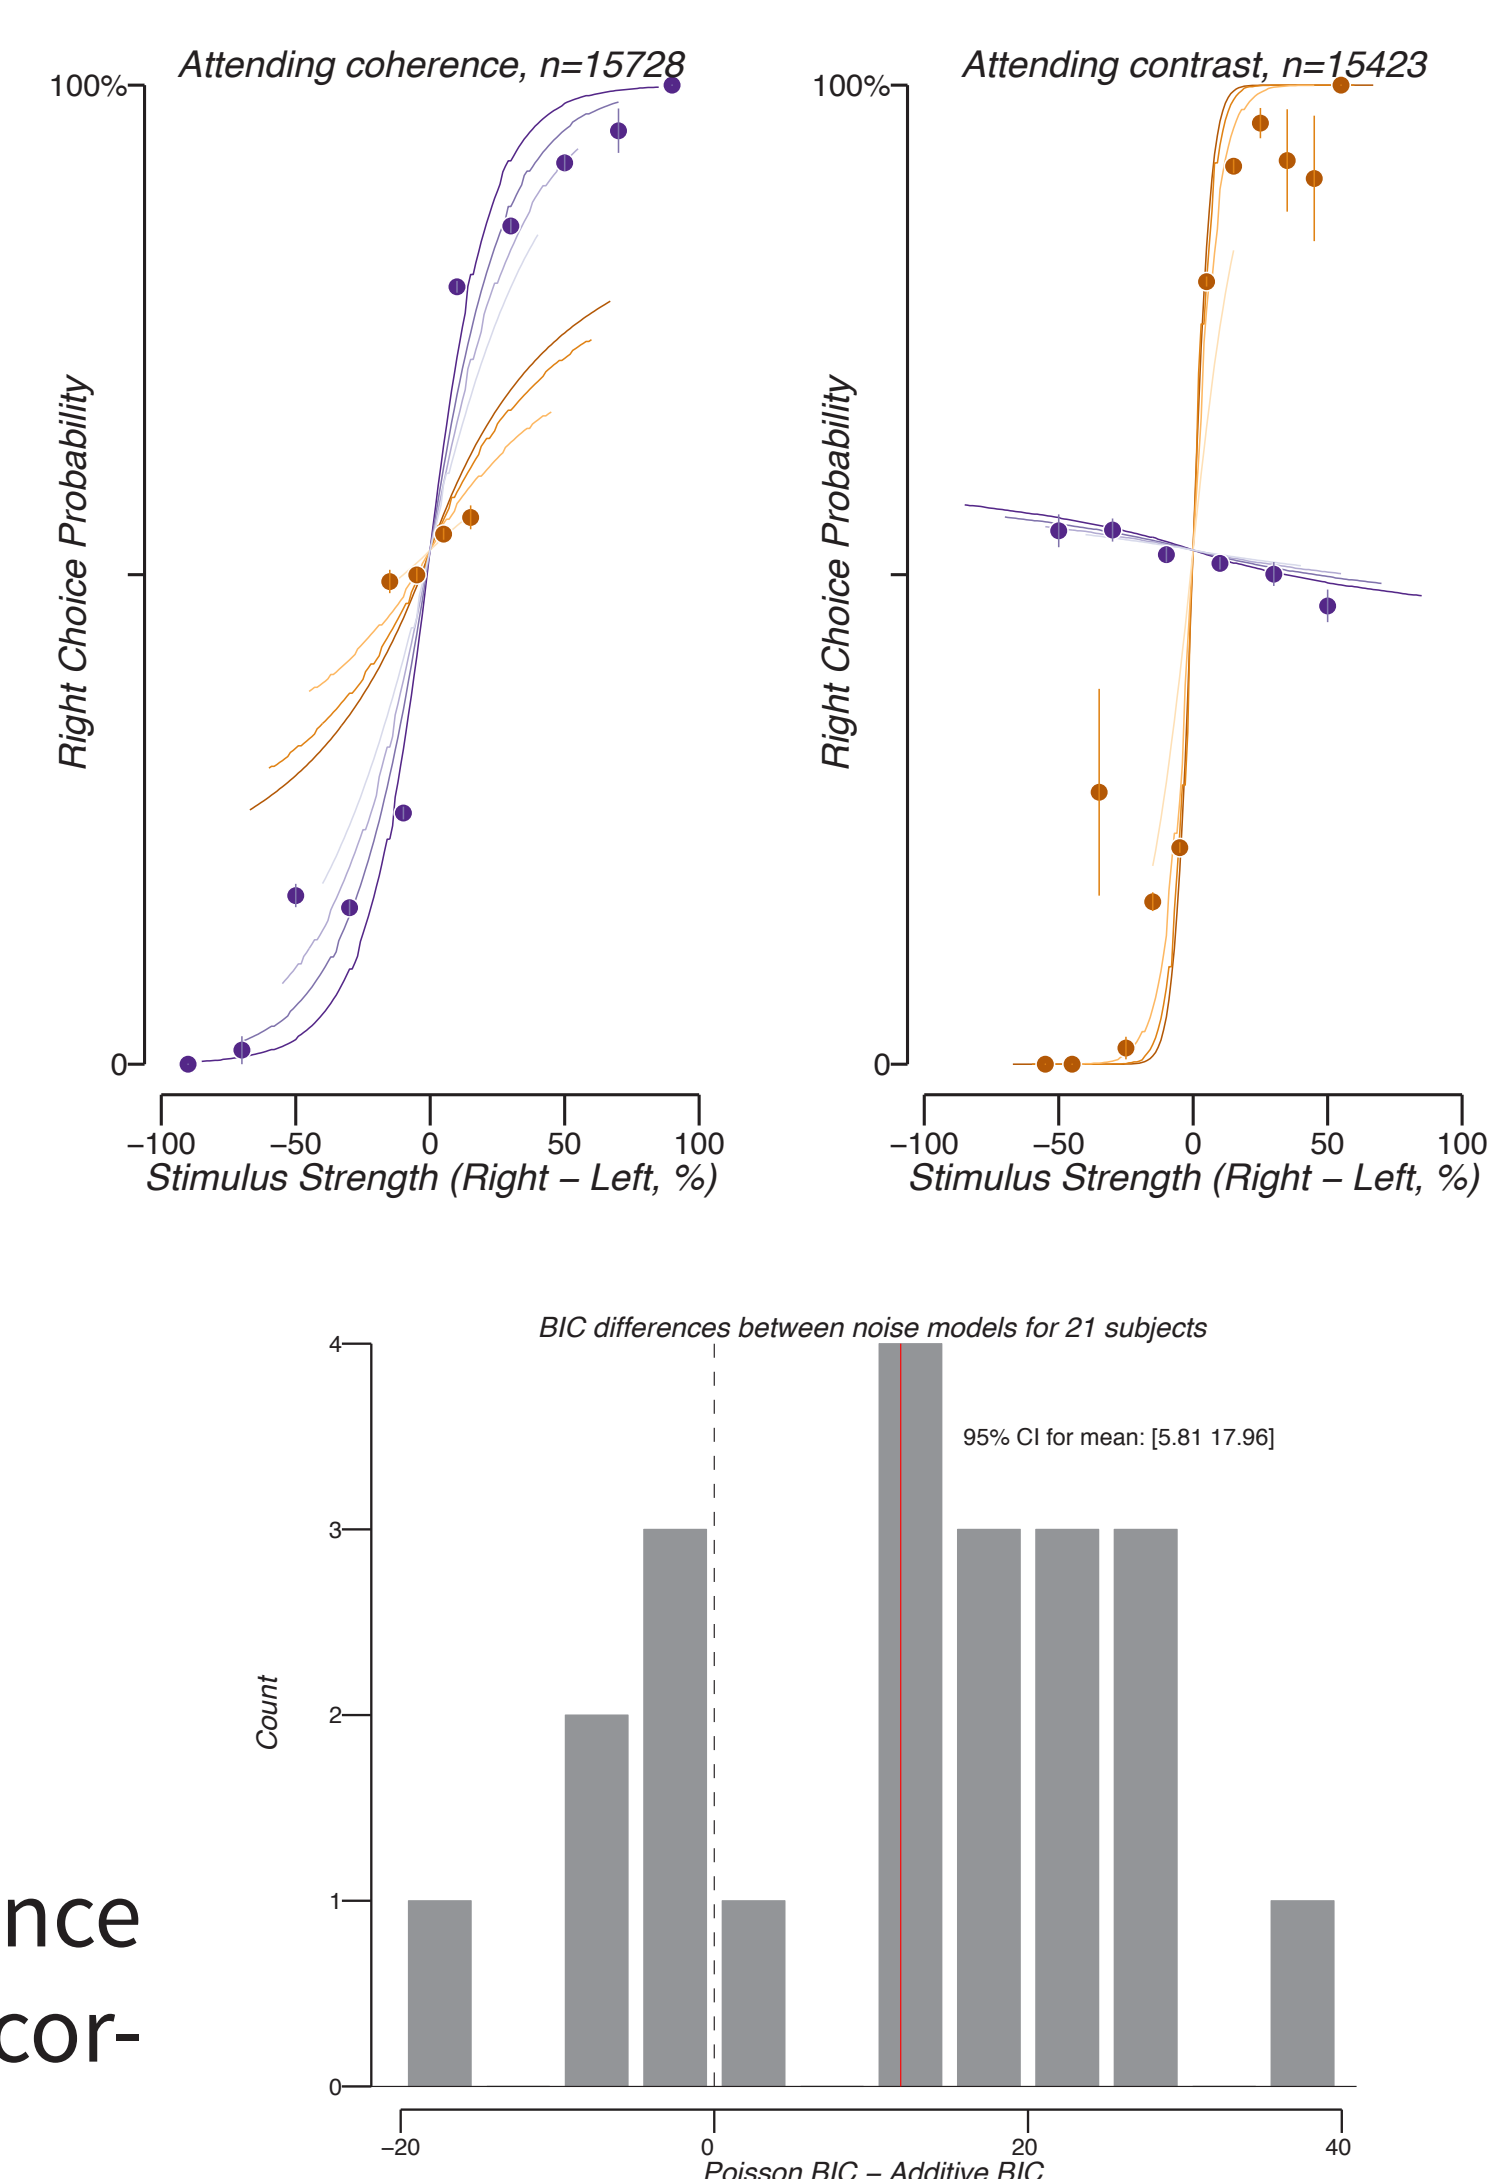 Attending coherence, n=15728
100%
Right Choice Probability
0
−100 −50 0 50 100
Stimulus Strength (Right − Left, %)
Attending contrast, n=15423
100%
Right Choice Probability
0
−100 −50 0 50 100
Stimulus Strength (Right − Left, %)
BIC differences between noise models for 21 subjects
4
95% CI for mean: [5.81 17.96]
3
Count
2
1
0
−20 0 20 40
Poisson BIC − Additive BIC
nce
cor-